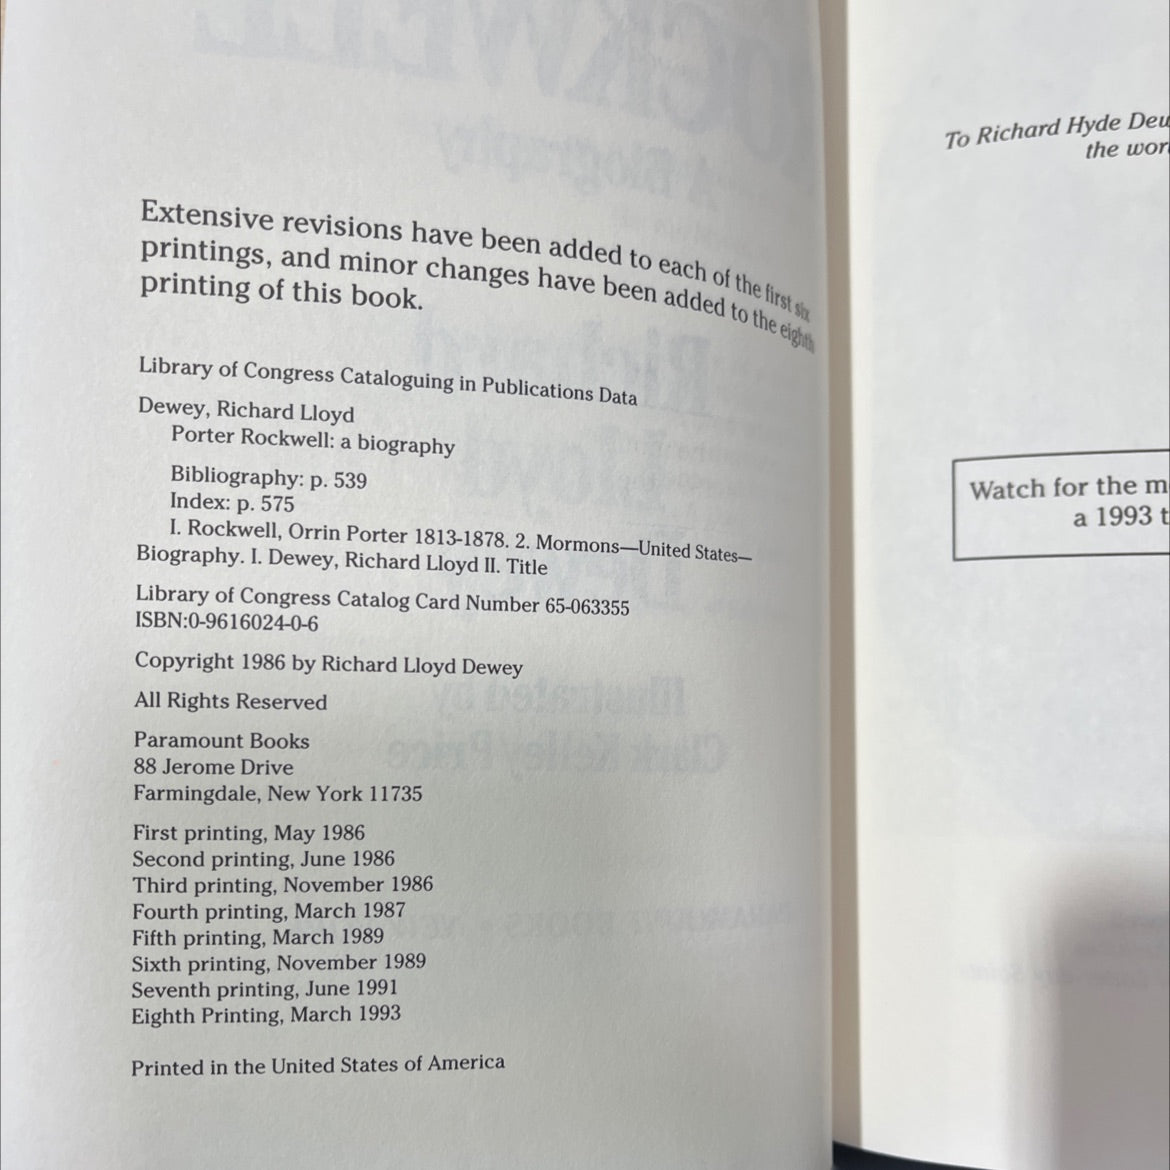 Extensive revisions have been added to each of the first six
printings, and minor changes have been added to the eighth
printing of this book.
Library of Congress Cataloguing in Publications Data
Dewey, Richard Lloyd
Porter Rockwell: a biography
Bibliography: p. 539
Index: p. 575
I. Rockwell, Orrin Porter 1813-1878. 2. Mormons—United States—
Biography. I. Dewey, Richard Lloyd II. Title
Library of Congress Catalog Card Number 65-063355
ISBN:0-9616024-0-6
Copyright 1986 by Richard Lloyd Dewey
All Rights Reserved
Paramount Books
88 Jerome Drive
Farmingdale, New York 11735
First printing, May 1986
Second printing, June 1986
Third printing, November 1986
Fourth printing, March 1987
Fifth printing, March 1989
Sixth printing, November 1989
Seventh printing, June 1991
Eighth Printing, March 1993
Printed in the United States of America
To Richard Hyde
the
Watch for the
a 1993